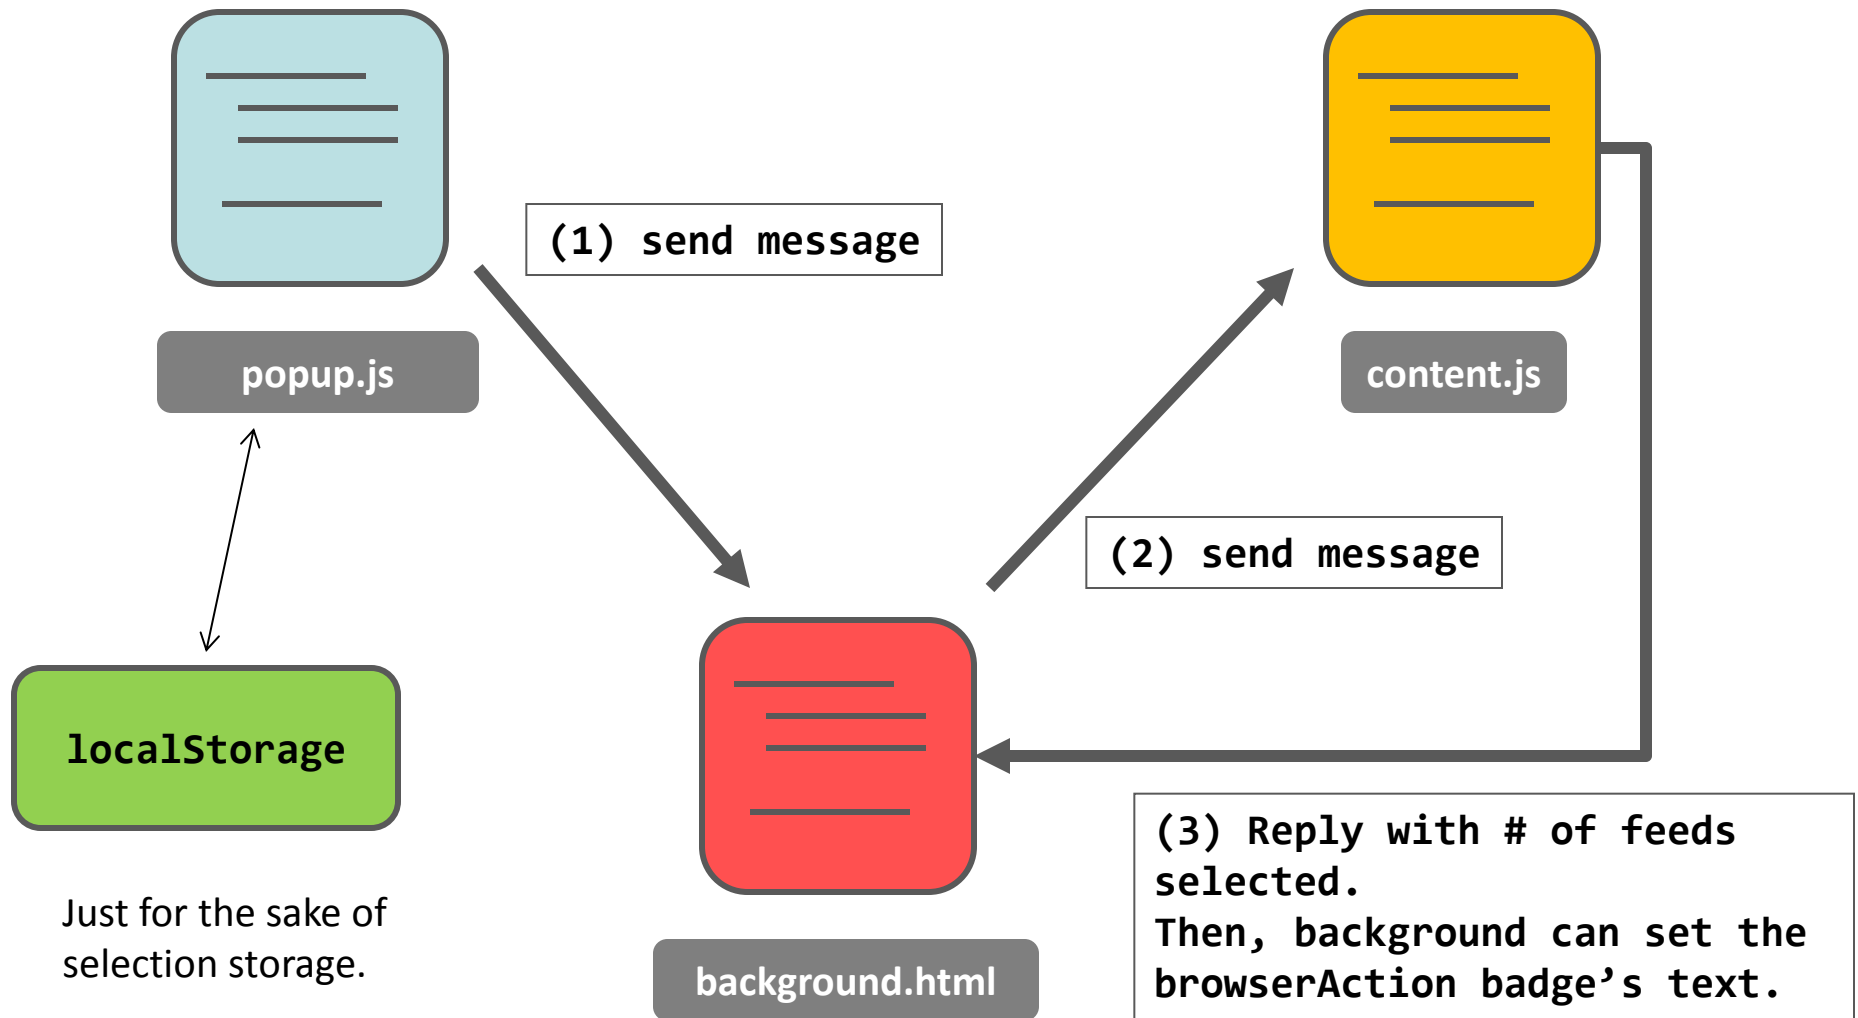 (1) send message
popup.js
content.js
(2) send message
localStorage
Just for the sake of
selection storage.
background.html
(3) Reply with # of feeds
selected.
Then, background can set the
browserAction badge’s text.